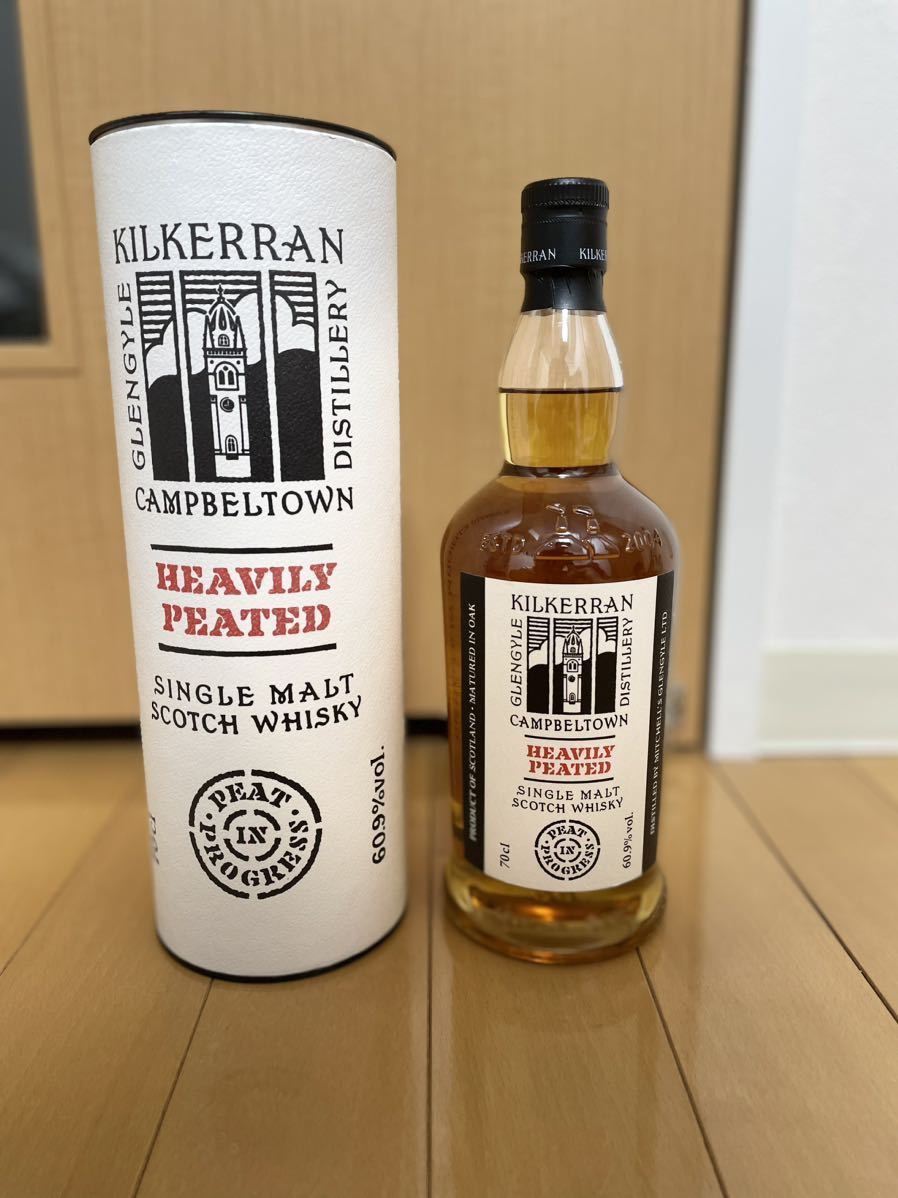 KILKERRAN
GLENGYLE
DISTILLERY
CAMPBELTOWN
HEAVILY
PEATED
SINGLE MALT
SCOTCH WHISKY
PEAT · IN · PROGRESS
60.9%vol.
KILKE
ESTD. 2004
KILKERRAN
GLENGYLE
DISTILLERY
CAMPBELTOWN
HEAVILY
PEATED
SINGLE MALT
SCOTCH WHISKY
PEAT · IN · PROGRESS
70cl
60.9% vol.
PRODUCT OF SCOTLAND · MATURED IN OAK
DISTILLED BY MITCHELL'S GLENGYLE LTD